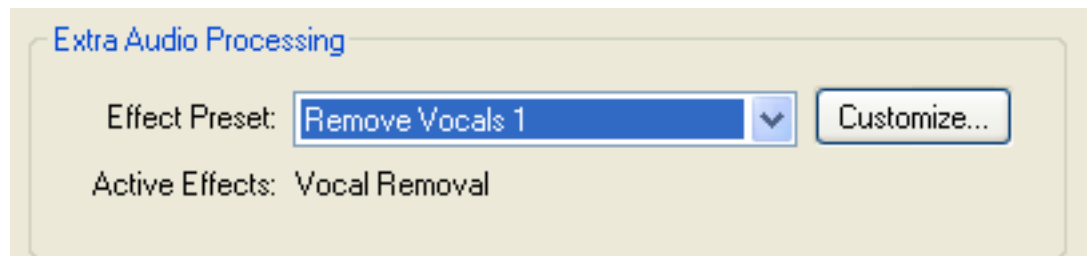 Extra Audio Processing
Effect Preset: Remove Vocals 1 Customize...
Active Effects: Vocal Removal